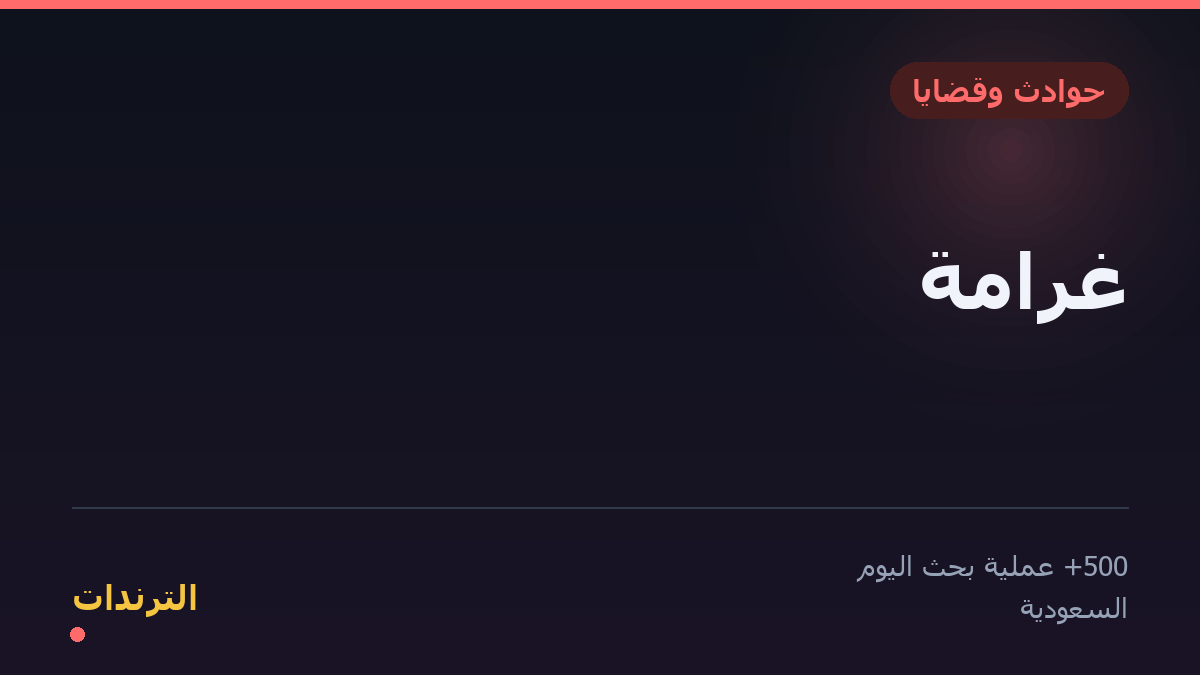 حوادث وقضايا
غرامة
500+ عملية بحث اليوم
السعودية
الترندات